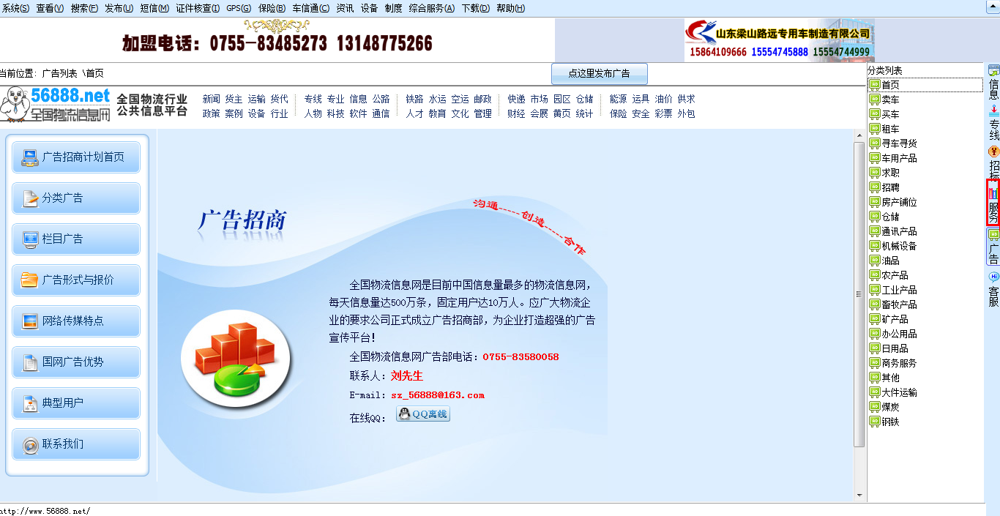 系统(S) 查看(V) 搜索(F) 发布(U) 短信(M) 证件核查(I) GPS(G) 保险(B) 车信通(C) 资讯 设备 制度 综合服务(A) 下载(D) 帮助(H)
加盟电话：0755-83485273 13148775266
山东梁山路远专用车制造有限公司
15864109666 15554745888 15554744999
当前位置: 广告列表 \首页
点这里发布广告
56888.net
全国物流信息网
全国物流行业
公共信息平台
新闻 货主 运输 货代 专线 专业 信息 公路 铁路 水运 空运 邮政 快递 市场 园区 仓储 能源 运具 油价 供求
政策 案例 设备 行业 人物 科技 软件 通信 人才 教育 文化 管理 财经 会展 黄页 统计 保险 安全 彩票 外包
广告招商计划首页
分类广告
栏目广告
广告形式与报价
网络传媒特点
国网广告优势
典型用户
联系我们
广告招商
沟通-----创造------合作
全国物流信息网是目前中国信息量最多的物流信息网，
每天信息量达500万条，固定用户达10万人。应广大物流企
业的要求公司正式成立广告招商部，为企业打造超强的广告
宣传平台！
全国物流信息网广告部电话：0755-83580058
联系人：刘先生
E-mail：sz_56888@163.com
在线QQ： QQ离线
分类列表
首页
卖车
买车
租车
寻车寻货
车用产品
求职
招聘
房产铺位
仓储
通讯产品
机械设备
油品
农产品
工业产品
畜牧产品
矿产品
办公用品
日用品
商务服务
其他
大件运输
煤炭
钢铁
信息
专线
招标
服务
广告
客服
http://www.56888.net/